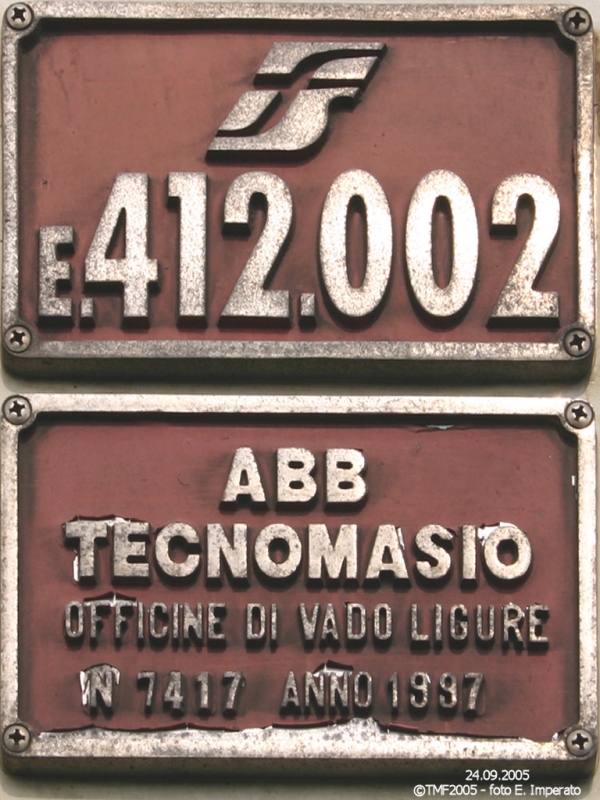 E.412.002
ABB
TECNOMASIO
OFFICINE DI VADO LIGURE
N 7417 ANNO 1997
24.09.2005
©TMF2005 - foto E. Imperato